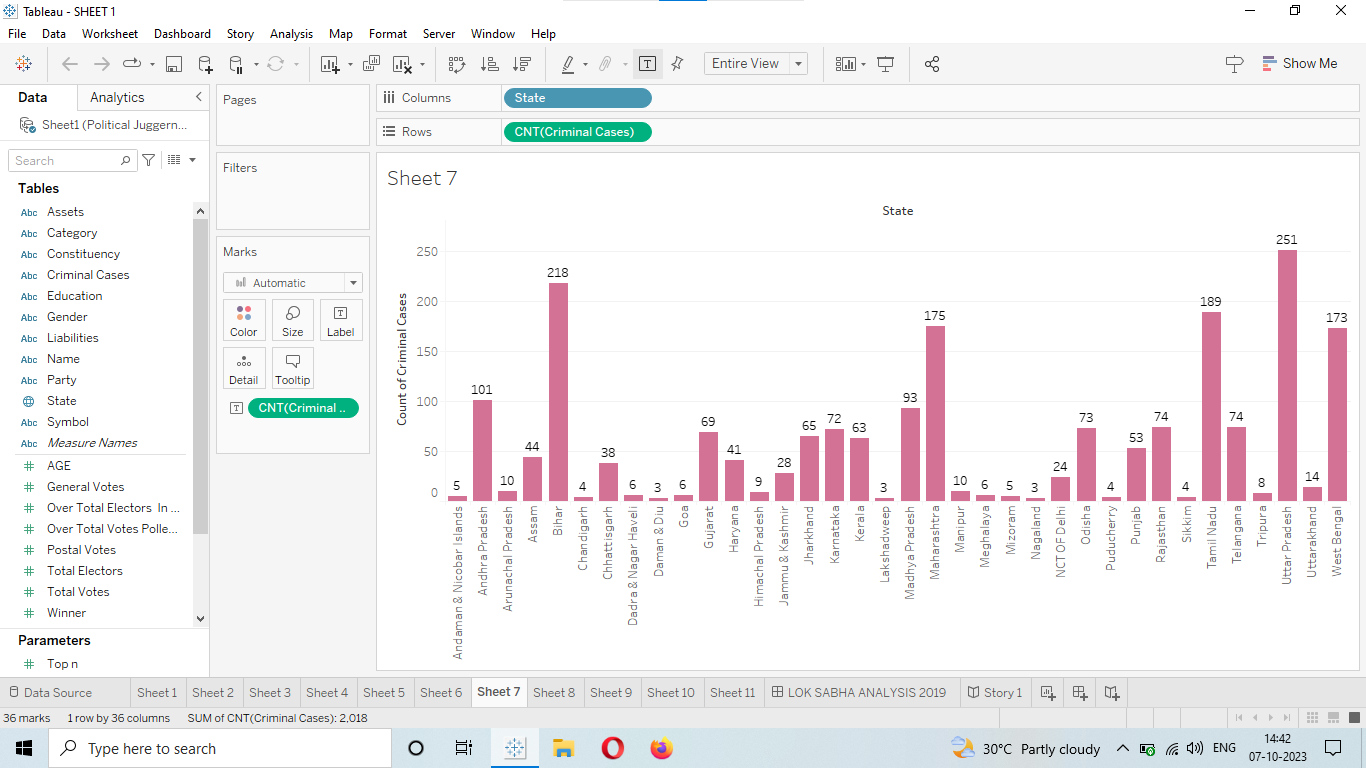 Tableau - SHEET 1
File Data Worksheet Dashboard Story Analysis Map Format Server Window Help
Entire View
Show Me
Data Analytics
Sheet1 (Political Juggern...
Search
Tables
Abc Assets
Abc Category
Abc Constituency
Abc Criminal Cases
Abc Education
Abc Gender
Abc Liabilities
Abc Name
Abc Party
State
Abc Symbol
Abc Measure Names
AGE
General Votes
Over Total Electors In ...
Over Total Votes Polle...
Postal Votes
Total Electors
Total Votes
Winner
Parameters
Top n
Pages
Filters
Marks
Automatic
Color Size Label
Detail Tooltip
CNT(Criminal ..
Columns State
Rows CNT(Criminal Cases)
Sheet 7
State
Count of Criminal Cases
250
200
150
100
50
0
5 101 10 44 218 4 38 6 3 6 69 41 9 28 65 72 63 3 93 175 10 6 5 3 24 73 4 53 74 4 189 74 8 251 14 173
Andaman & Nicobar Islands
Andhra Pradesh
Arunachal Pradesh
Assam
Bihar
Chandigarh
Chhattisgarh
Dadra & Nagar Haveli
Daman & Diu
Goa
Gujarat
Haryana
Himachal Pradesh
Jammu & Kashmir
Jharkhand
Karnataka
Kerala
Lakshadweep
Madhya Pradesh
Maharashtra
Manipur
Meghalaya
Mizoram
Nagaland
NCT OF Delhi
Odisha
Puducherry
Punjab
Rajasthan
Sikkim
Tamil Nadu
Telangana
Tripura
Uttar Pradesh
Uttarakhand
West Bengal
Data Source Sheet 1 Sheet 2 Sheet 3 Sheet 4 Sheet 5 Sheet 6 Sheet 7 Sheet 8 Sheet 9 Sheet 10 Sheet 11 LOK SABHA ANALYSIS 2019 Story 1
36 marks 1 row by 36 columns SUM of CNT(Criminal Cases): 2,018
Type here to search
30°C Partly cloudy
ENG
14:42
07-10-2023